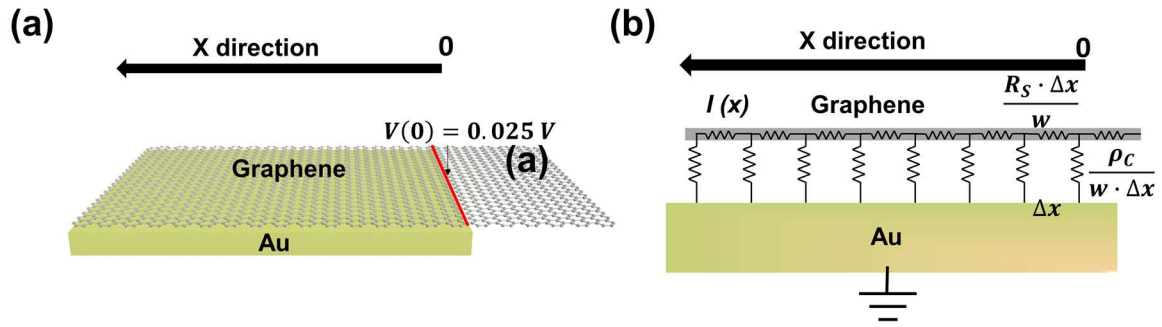 (a)
X direction
0
V(0) = 0.025 V
(a)
Graphene
Au
(b)
X direction
0
I (x)
Graphene
R_S · Δx
w
ρ_C
w · Δx
Δx
Au